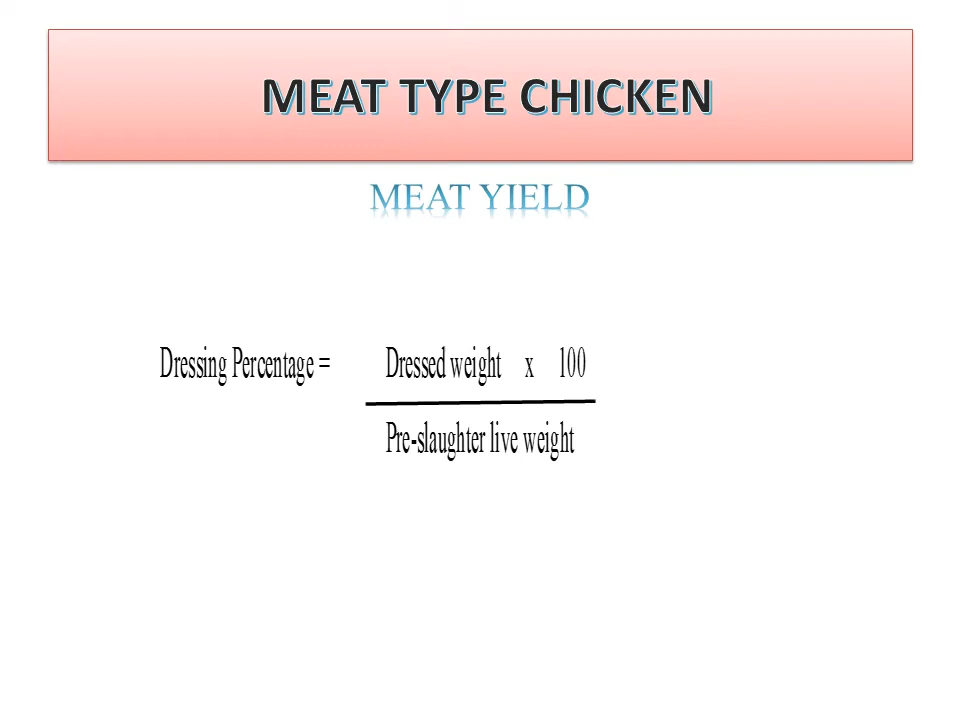 MEAT TYPE CHICKEN
MEAT YIELD
Dressing Percentage = Dressed weight x 100
Pre-slaughter live weight